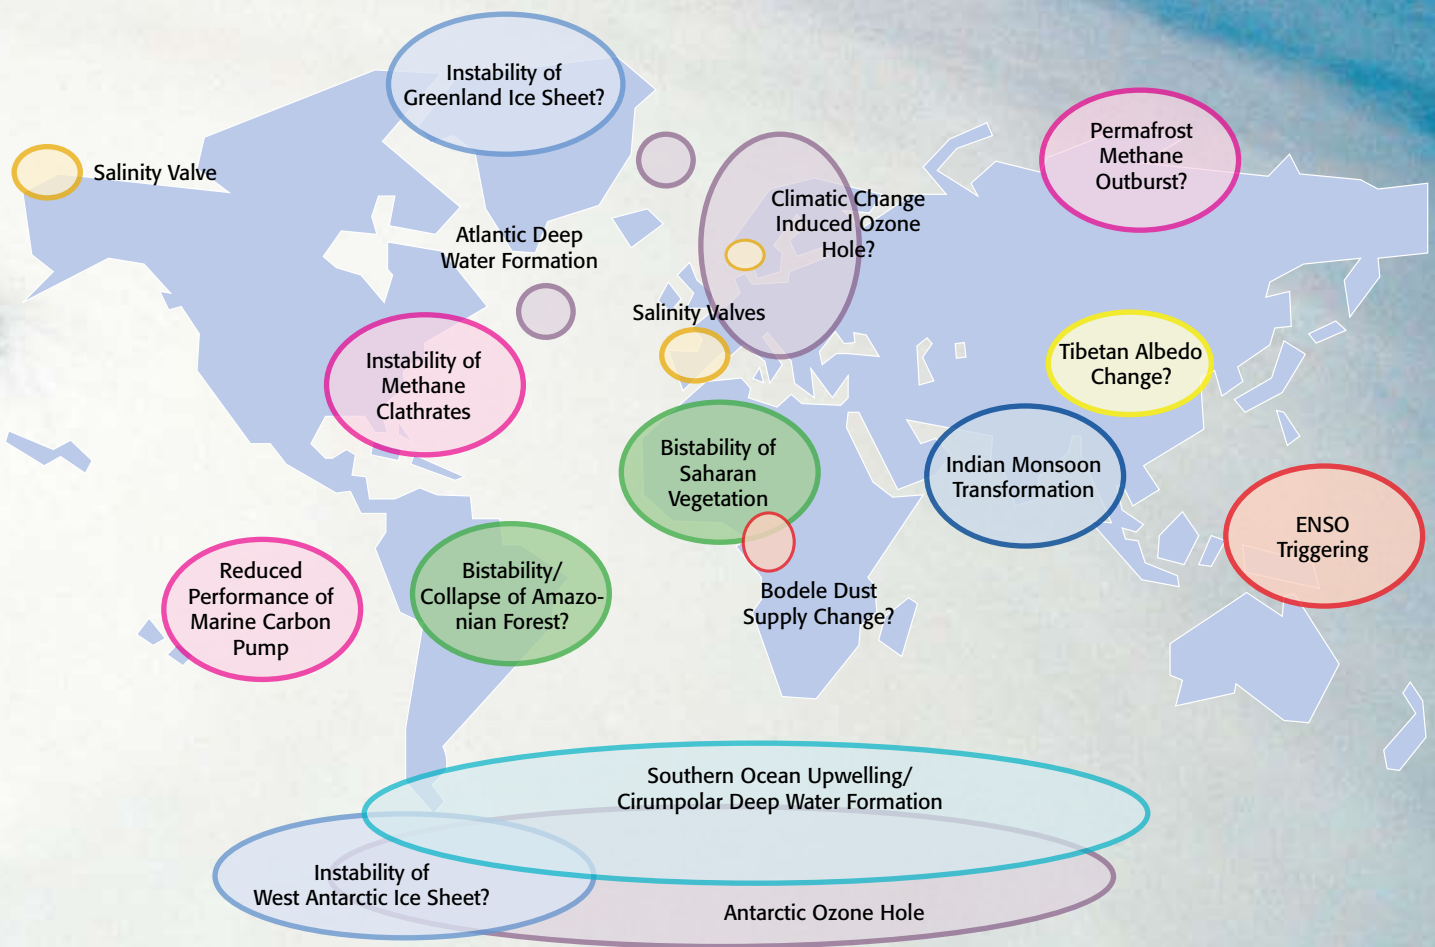 Instability of
Greenland Ice Sheet?
Permafrost
Methane
Outburst?
Salinity Valve
Climatic Change
Induced Ozone
Hole?
Atlantic Deep
Water Formation
Salinity Valves
Instability of
Methane
Clathrates
Tibetan Albedo
Change?
Bistability of
Saharan
Vegetation
Indian Monsoon
Transformation
ENSO
Triggering
Reduced
Performance of
Marine Carbon
Pump
Bistability/
Collapse of Amazo-
nian Forest?
Bodele Dust
Supply Change?
Southern Ocean Upwelling/
Cirumpolar Deep Water Formation
Instability of
West Antarctic Ice Sheet?
Antarctic Ozone Hole